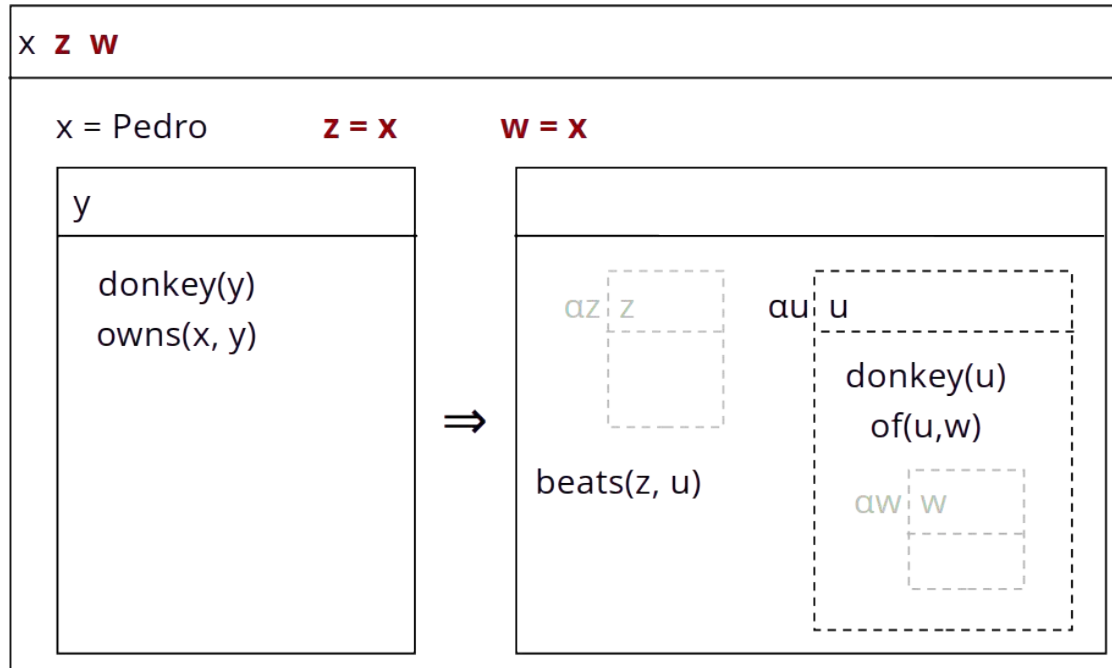 x z w
x = Pedro z = x w = x
y
donkey(y)
owns(x, y)
⇒
αz z
αu u
donkey(u)
of(u,w)
αw w
beats(z, u)